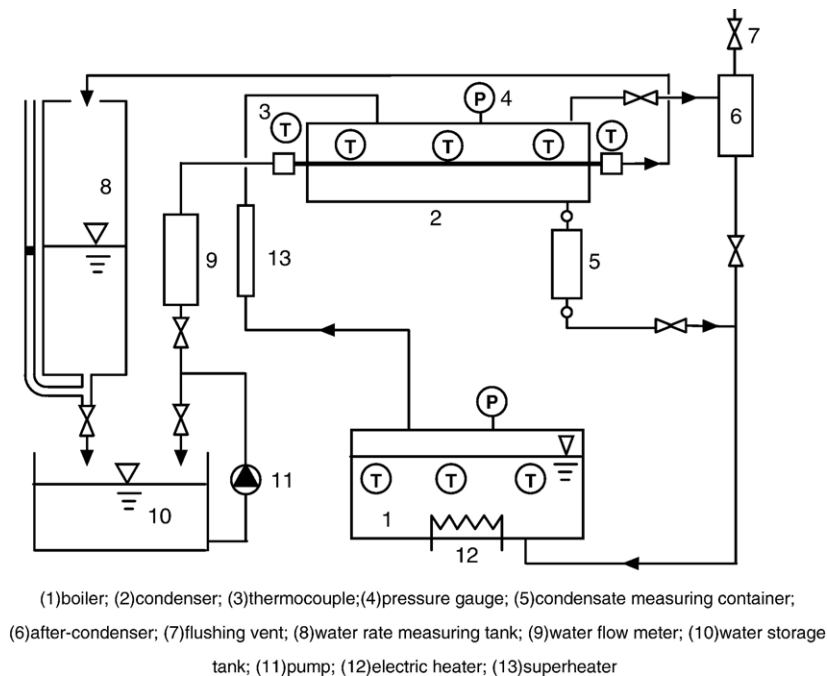 7
3
T
P
4
T
6
T
T
T
8
2
9
13
5
P
T
T
T
11
10
1
12
(1)boiler; (2)condenser; (3)thermocouple;(4)pressure gauge; (5)condensate measuring container;
(6)after-condenser; (7)flushing vent; (8)water rate measuring tank; (9)water flow meter; (10)water storage
tank; (11)pump; (12)electric heater; (13)superheater